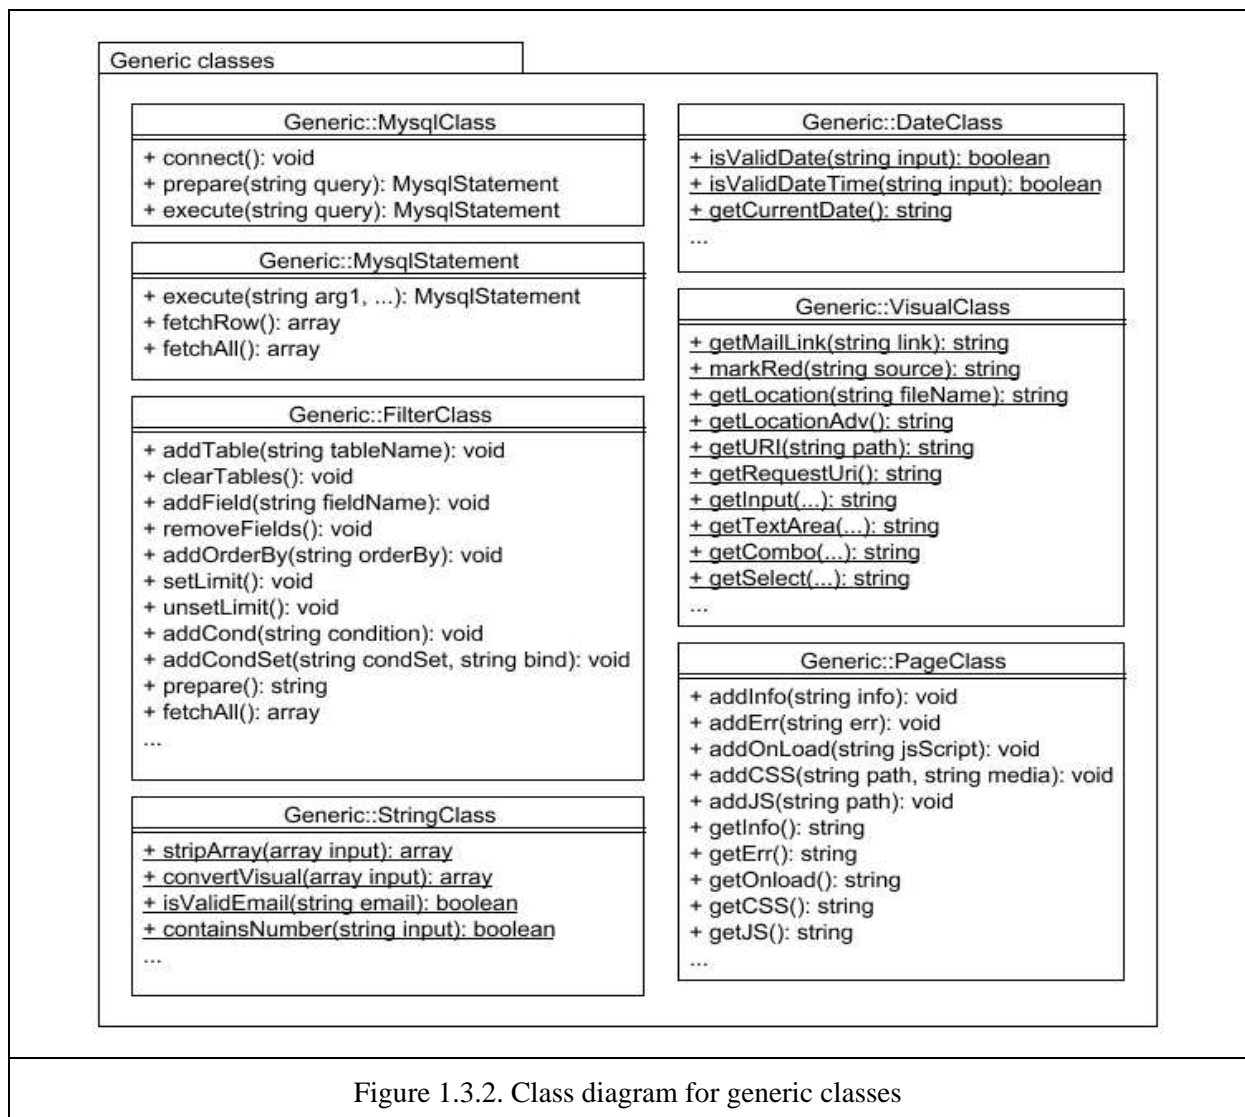 Generic classes
Generic::MysqlClass
+ connect(): void
+ prepare(string query): MysqlStatement
+ execute(string query): MysqlStatement
Generic::MysqlStatement
+ execute(string arg1, ...): MysqlStatement
+ fetchRow(): array
+ fetchAll(): array
Generic::FilterClass
+ addTable(string tableName): void
+ clearTables(): void
+ addField(string fieldName): void
+ removeFields(): void
+ addOrderBy(string orderBy): void
+ setLimit(): void
+ unsetLimit(): void
+ addCond(string condition): void
+ addCondSet(string condSet, string bind): void
+ prepare(): string
+ fetchAll(): array
...
Generic::StringClass
+ stripArray(array input): array
+ convertVisual(array input): array
+ isValidEmail(string email): boolean
+ containsNumber(string input): boolean
...
Generic::DateClass
+ isValidDate(string input): boolean
+ isValidDateTime(string input): boolean
+ getCurrentDate(): string
...
Generic::VisualClass
+ getMailLink(string link): string
+ markRed(string source): string
+ getLocation(string fileName): string
+ getLocationAdv(): string
+ getURI(string path): string
+ getRequestUri(): string
+ getInput(...): string
+ getTextArea(...): string
+ getCombo(...): string
+ getSelect(...): string
...
Generic::PageClass
+ addInfo(string info): void
+ addErr(string err): void
+ addOnLoad(string jsScript): void
+ addCSS(string path, string media): void
+ addJS(string path): void
+ getInfo(): string
+ getErr(): string
+ getOnload(): string
+ getCSS(): string
+ getJS(): string
...
Figure 1.3.2. Class diagram for generic classes